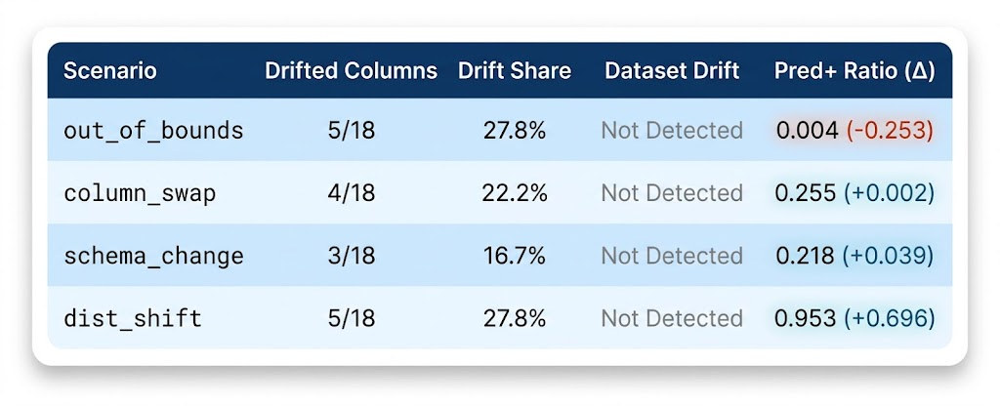 Scenario Drifted Columns Drift Share Dataset Drift Pred+ Ratio (Δ)
out_of_bounds 5/18 27.8% Not Detected 0.004 (-0.253)
column_swap 4/18 22.2% Not Detected 0.255 (+0.002)
schema_change 3/18 16.7% Not Detected 0.218 (+0.039)
dist_shift 5/18 27.8% Not Detected 0.953 (+0.696)